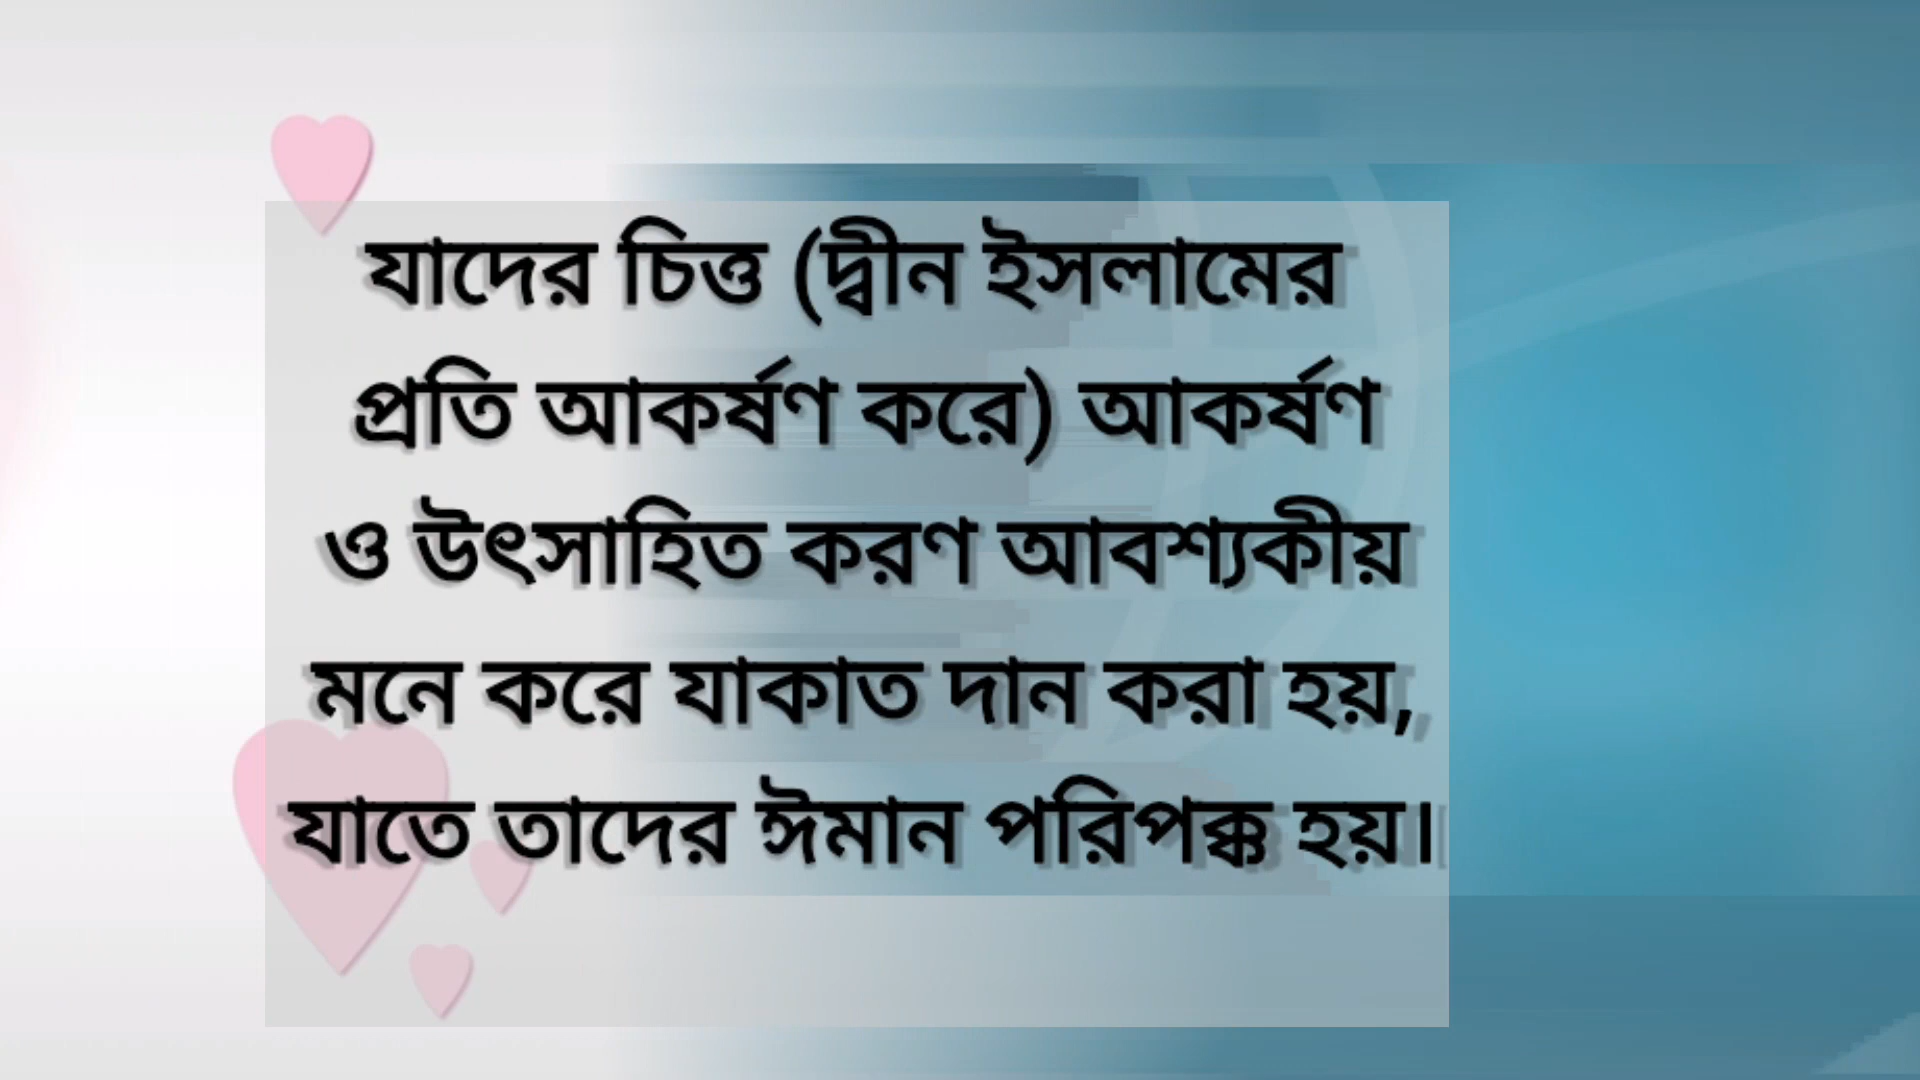 যাদের চিত্ত (দ্বীন ইসলামের
প্রতি আকর্ষণ করে) আকর্ষণ
ও উৎসাহিত করণ আবশ্যকীয়
মনে করে যাকাত দান করা হয়,
যাতে তাদের ঈমান পরিপক্ক হয়।